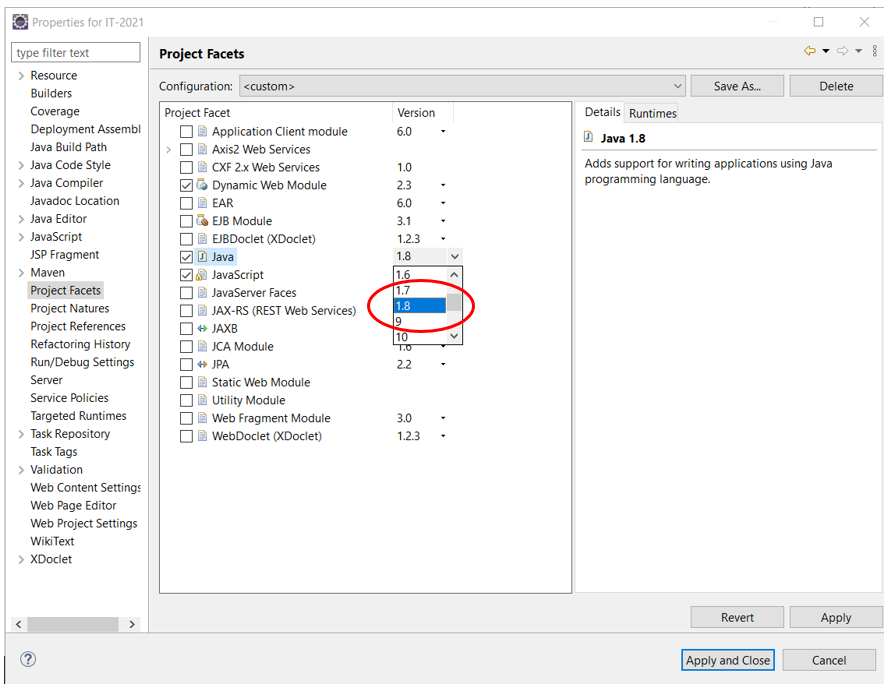 Properties for IT-2021
type filter text
Resource
Builders
Coverage
Deployment Assembl
Java Build Path
Java Code Style
Java Compiler
Javadoc Location
Java Editor
JavaScript
JSP Fragment
Maven
Project Facets
Project Natures
Project References
Refactoring History
Run/Debug Settings
Server
Service Policies
Targeted Runtimes
Task Repository
Task Tags
Validation
Web Content Settings
Web Page Editor
Web Project Settings
WikiText
XDoclet
Project Facets
Configuration: <custom> Save As... Delete
Project Facet Version
Application Client module 6.0
Axis2 Web Services
CXF 2.x Web Services 1.0
Dynamic Web Module 2.3
EAR 6.0
EJB Module 3.1
EJBDoclet (XDoclet) 1.2.3
Java 1.8
JavaScript 1.6
JavaServer Faces 1.7
JAX-RS (REST Web Services) 1.8
JAXB 9
10
JCA Module 1.6
JPA 2.2
Static Web Module
Utility Module
Web Fragment Module 3.0
WebDoclet (XDoclet) 1.2.3
Details Runtimes
Java 1.8
Adds support for writing applications using Java
programming language.
Revert Apply
Apply and Close Cancel